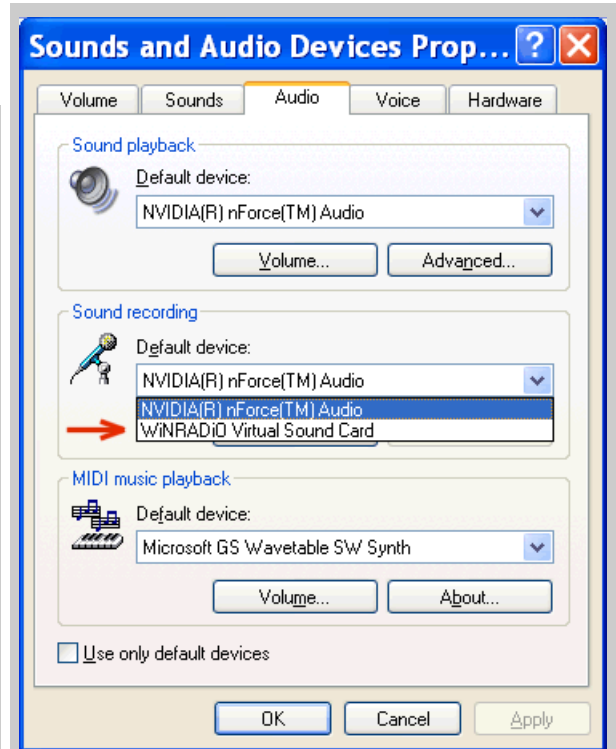 Sounds and Audio Devices Prop...
Volume Sounds Audio Voice Hardware
Sound playback
Default device:
NVIDIA(R) nForce(TM) Audio
Volume... Advanced...
Sound recording
Default device:
NVIDIA(R) nForce(TM) Audio
NVIDIA(R) nForce(TM) Audio
WiNRADiO Virtual Sound Card
MIDI music playback
Default device:
Microsoft GS Wavetable SW Synth
Volume... About...
Use only default devices
OK Cancel Apply